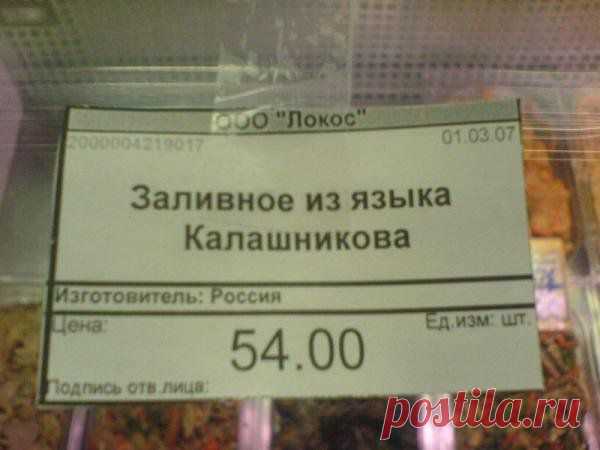 ООО "Локос"
2000004219017
01.03.07
Заливное из языка
Калашникова
Изготовитель: Россия
Цена:
Ед.изм: шт.
54.00
Подпись отв.лица:
postila.ru